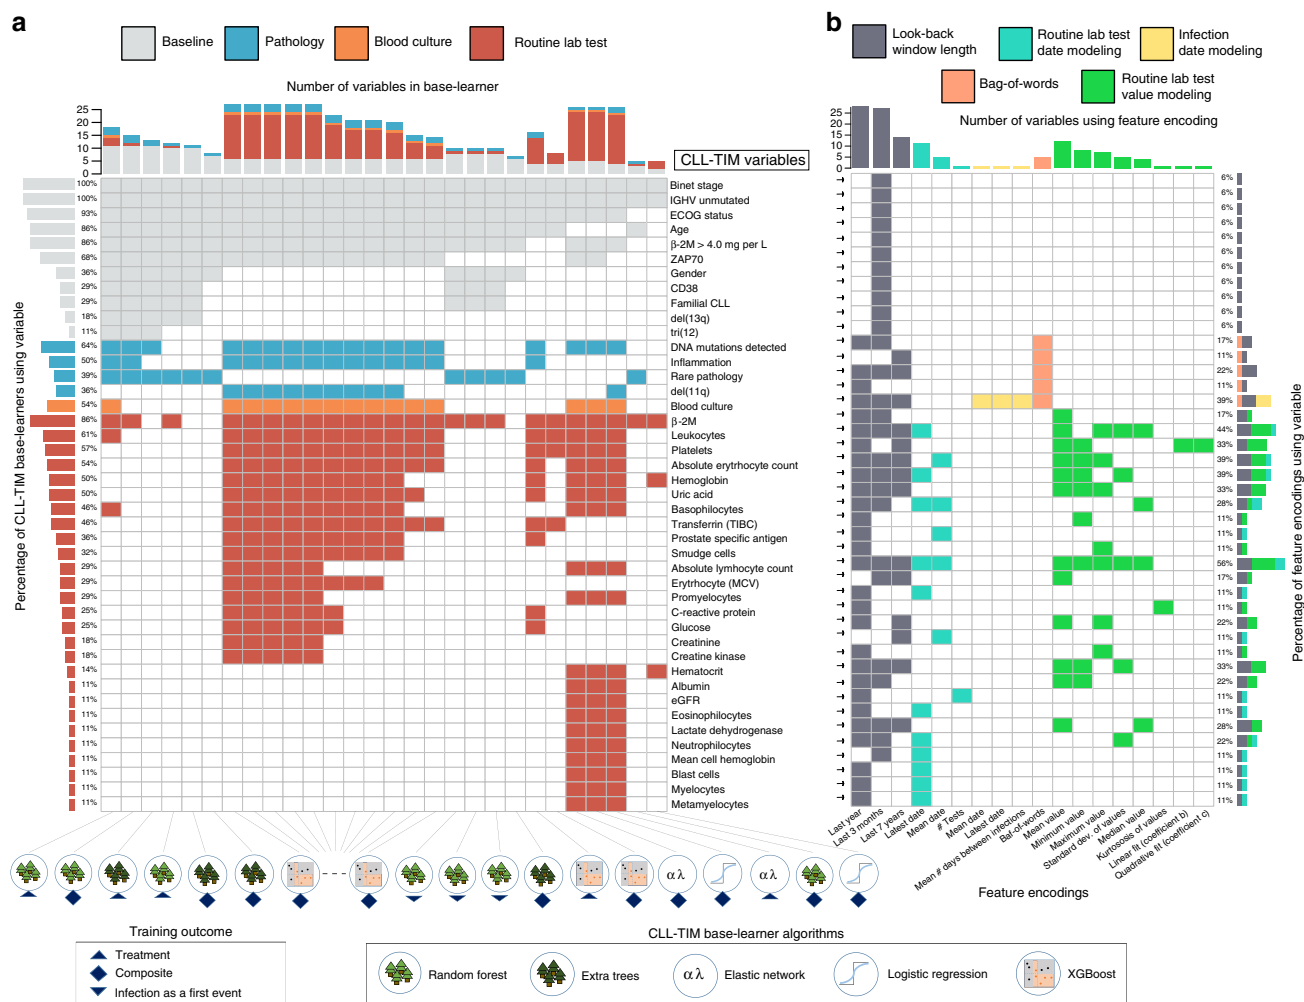 a
Baseline
Pathology
Blood culture
Routine lab test
Number of variables in base-learner
25
20
15
10
5
0
CLL-TIM variables
Percentage of CLL-TIM base-learners using variable
100% Binet stage
100% IGHV unmutated
93% ECOG status
86% Age
86% β-2M > 4.0 mg per L
68% ZAP70
36% Gender
29% CD38
29% Familial CLL
18% del(13q)
11% tri(12)
64% DNA mutations detected
50% Inflammation
39% Rare pathology
36% del(11q)
54% Blood culture
86% β-2M
61% Leukocytes
57% Platelets
54% Absolute erytrhocyte count
50% Hemoglobin
50% Uric acid
46% Basophilocytes
46% Transferrin (TIBC)
36% Prostate specific antigen
32% Smudge cells
29% Absolute lymhocyte count
29% Erytrhocyte (MCV)
29% Promyelocytes
25% C-reactive protein
25% Glucose
18% Creatinine
18% Creatine kinase
14% Hematocrit
11% Albumin
11% eGFR
11% Eosinophilocytes
11% Lactate dehydrogenase
11% Neutrophilocytes
11% Mean cell hemoglobin
11% Blast cells
11% Myelocytes
11% Metamyelocytes
αλ
αλ
Training outcome
Treatment
Composite
Infection as a first event
CLL-TIM base-learner algorithms
Random forest
Extra trees
αλ Elastic network
Logistic regression
XGBoost
b
Look-back
window length
Routine lab test
date modeling
Infection
date modeling
Bag-of-words
Routine lab test
value modeling
Number of variables using feature encoding
25
20
15
10
5
0
6%
6%
6%
6%
6%
6%
6%
6%
6%
6%
6%
17%
11%
22%
11%
39%
17%
44%
33%
39%
39%
33%
28%
11%
11%
11%
56%
17%
11%
11%
22%
11%
11%
33%
22%
11%
11%
28%
22%
11%
11%
11%
11%
Percentage of feature encodings using variable
Last year
Last 3 months
Last 7 years
Latest date
Mean date
# Tests
Mean date
Latest date
Mean # days between infections
Baf-of-words
Mean value
Minimum value
Maximum value
Standard dev. of values
Median value
Kurtososis of values
Linear fit (coefficient b)
Quadrative fit (coefficient c)
Feature encodings